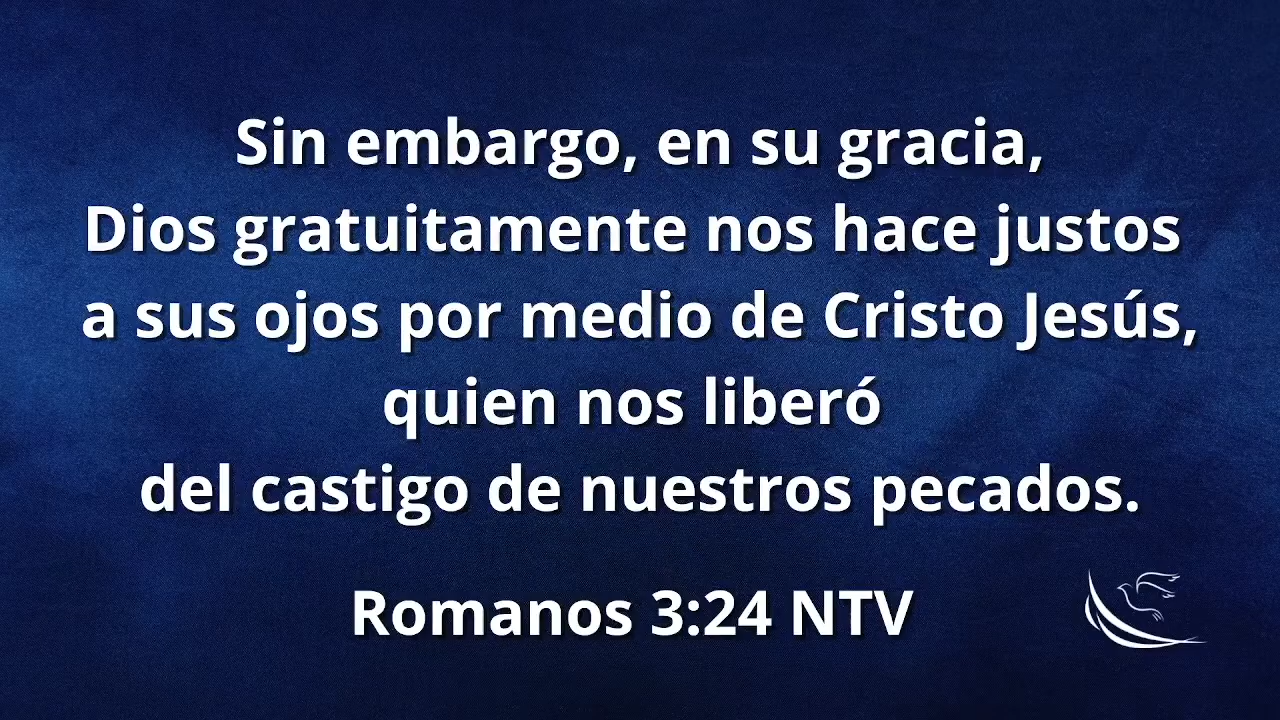 Sin embargo, en su gracia,
Dios gratuitamente nos hace justos
a sus ojos por medio de Cristo Jesús,
quien nos liberó
del castigo de nuestros pecados.
Romanos 3:24 NTV